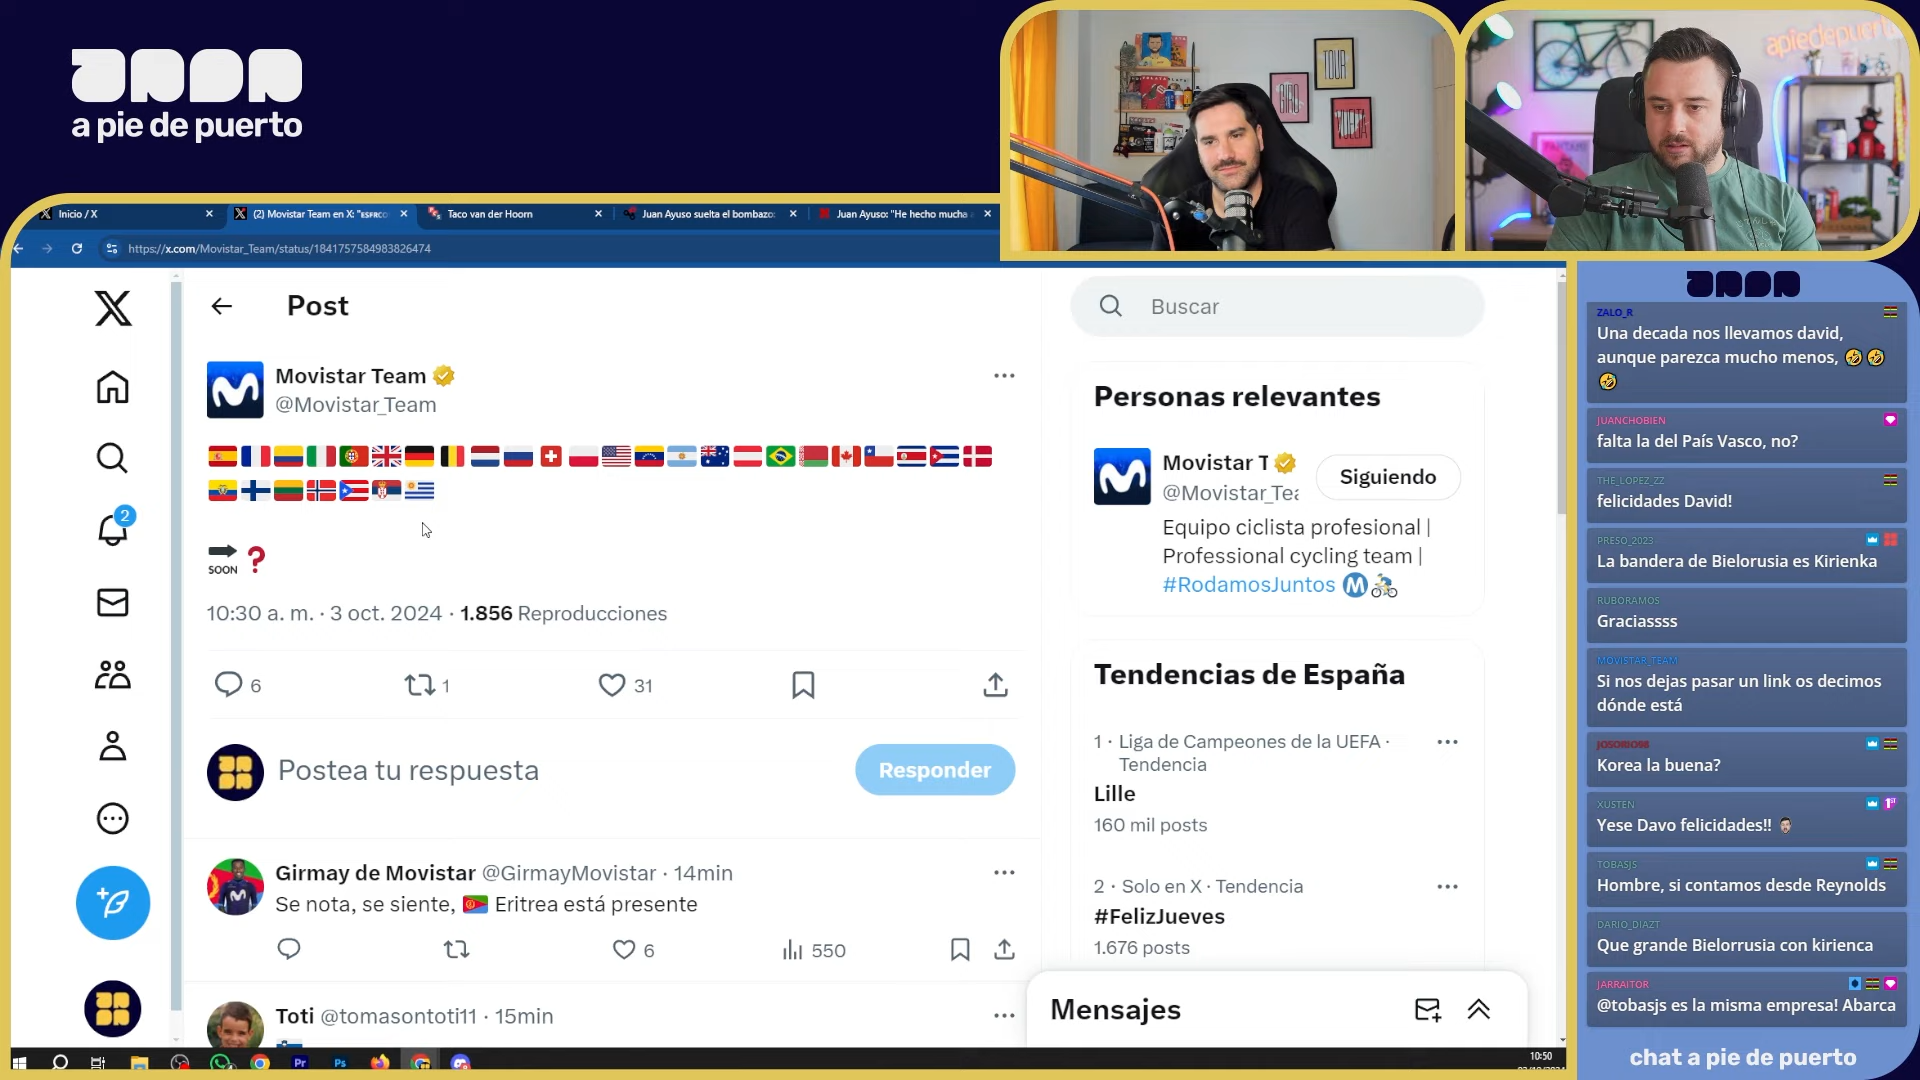 a pie de puerto
Inicio / X
(2) Movistar Team en X: "ESFRCO
Taco van der Hoorn
Juan Ayuso suelta el bombazo:
Juan Ayuso: "He hecho mucha
https://x.com/Movistar_Team/status/1841757584983826474
GIRO
TOUR
VUELTA
apiedepuerto
Post
Movistar Team
@Movistar_Team
SOON
10:30 a. m. · 3 oct. 2024 · 1.856 Reproducciones
6
1
31
Postea tu respuesta
Responder
Girmay de Movistar @GirmayMovistar · 14min
Se nota, se siente, 🇪🇷 Eritrea está presente
6
550
Toti @tomasontoti11 · 15min
2
Buscar
Personas relevantes
Movistar T
@Movistar_Tea
Siguiendo
Equipo ciclista profesional |
Professional cycling team |
#RodamosJuntos
Tendencias de España
1 · Liga de Campeones de la UEFA ·
Tendencia
Lille
160 mil posts
2 · Solo en X · Tendencia
#FelizJueves
1.676 posts
Mensajes
10:50
ZALO_R
Una decada nos llevamos david,
aunque parezca mucho menos, 🤣 🤣
🤣
JUANCHOBIEN
falta la del País Vasco, no?
THE_LOPEZ_ZZ
felicidades David!
PRESO_2023
La bandera de Bielorusia es Kirienka
RUBORAMOS
Graciassss
MOVISTAR_TEAM
Si nos dejas pasar un link os decimos
dónde está
JOSORIO98
Korea la buena?
XUSTEN
Yese Davo felicidades!!
TOBASJS
Hombre, si contamos desde Reynolds
DARIO_DIAZT
Que grande Bielorrusia con kirienca
JARRAITOR
@tobasjs es la misma empresa! Abarca
chat a pie de puerto